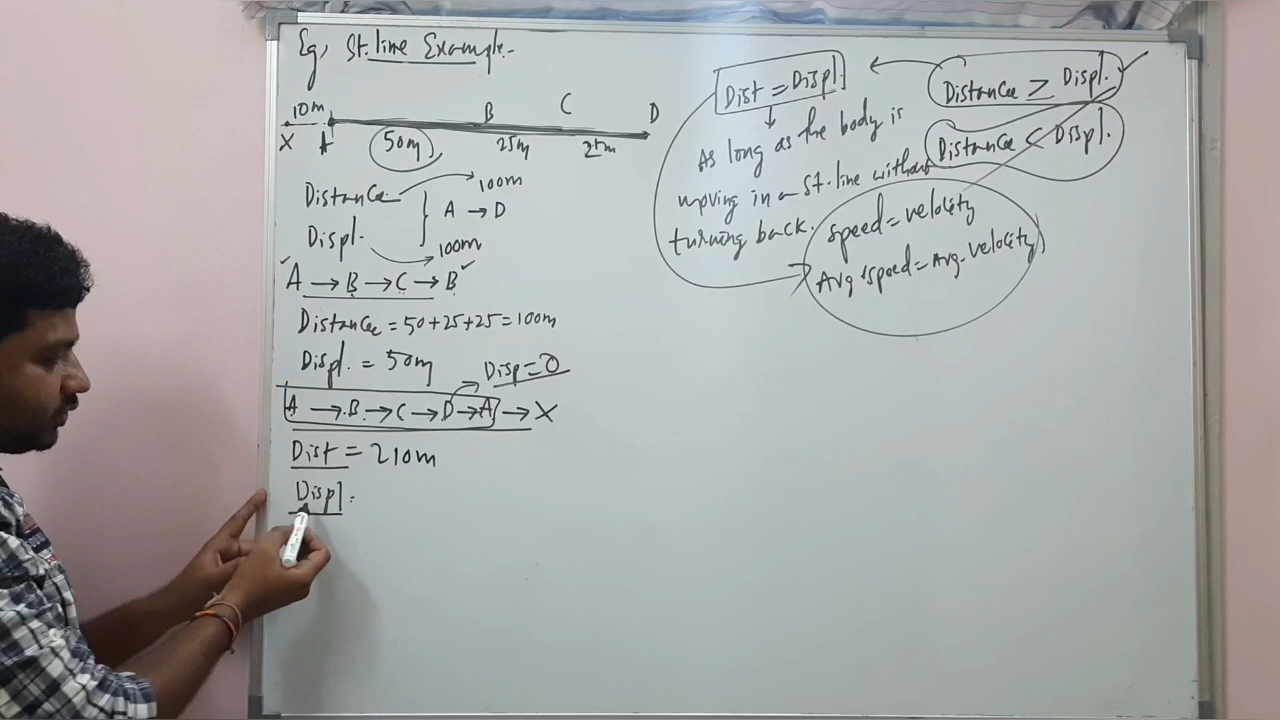 Eg, St.line Example.
10m
B
C
D
X
A
50m
25m
25m
Distance
100m
Displ.
A → D
100m
✓A → B → C → B✓
Distance = 50+25+25=100m
Displ. = 50m
Disp=0
A → B → C → D → A → X
Dist = 210m
Displ. =
Dist = Displ.
As long as the body is
moving in a St.line without
turning back.
Distance ≥ Displ.
Distance < Displ.
Speed = velocity
Avg. speed = Avg. velocity